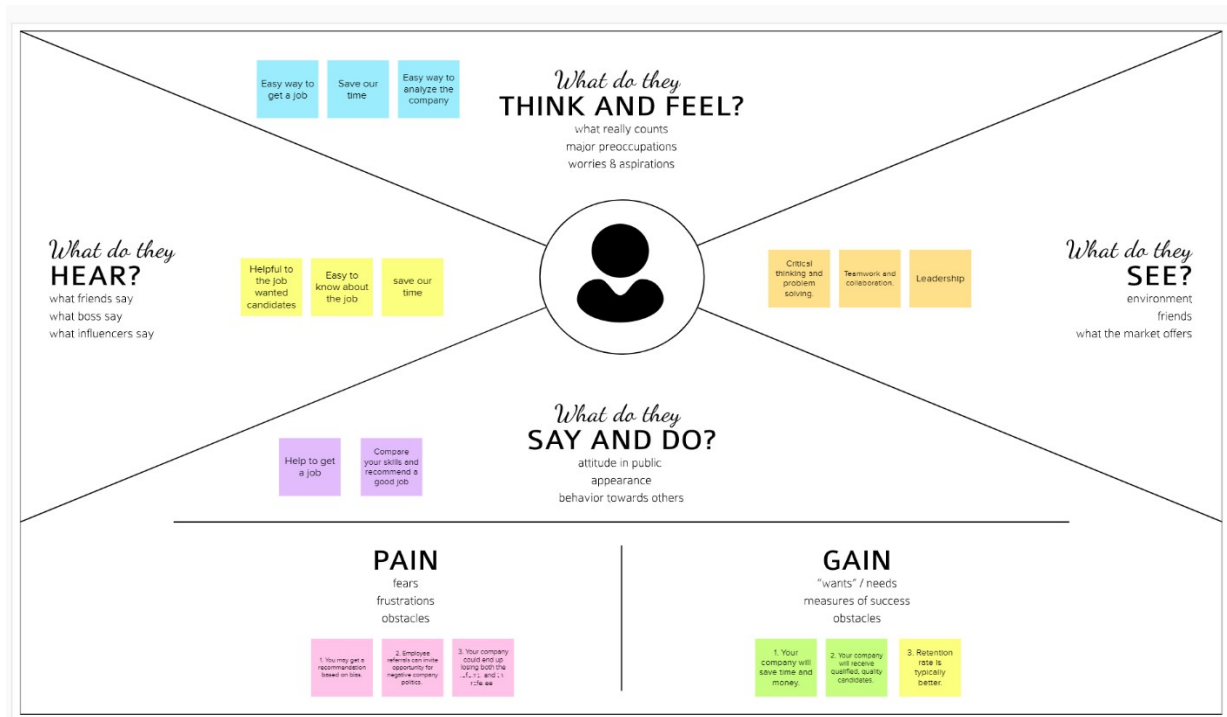 Easy way to
get a job
Save our
time
Easy way to
analyze the
company
What do they
THINK AND FEEL?
what really counts
major preoccupations
worries & aspirations
What do they
HEAR?
what friends say
what boss say
what influencers say
Helpful to
the job
wanted
candidates
Easy to
know about
the job
save our
time
Critical
thinking and
problem
solving.
Teamwork and
collaboration.
Leadership
What do they
SEE?
environment
friends
what the market offers
What do they
SAY AND DO?
attitude in public
appearance
behavior towards others
Help to get
a job
Compare
your skills and
recommend a
good job
PAIN
fears
frustrations
obstacles
1. You may get a
recommendation
based on bias.
2. Employee
referrals can invite
opportunity for
negative company
politics.
3. Your company
could end up
losing both the
and
GAIN
"wants" / needs
measures of success
obstacles
1. Your
company will
save time and
money.
2. Your company
will receive
qualified, quality
candidates.
3. Retention
rate is
typically
better.